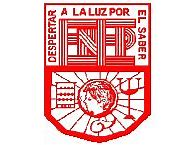 DESPERTAR A LA LUZ POR EL SABER
ENP